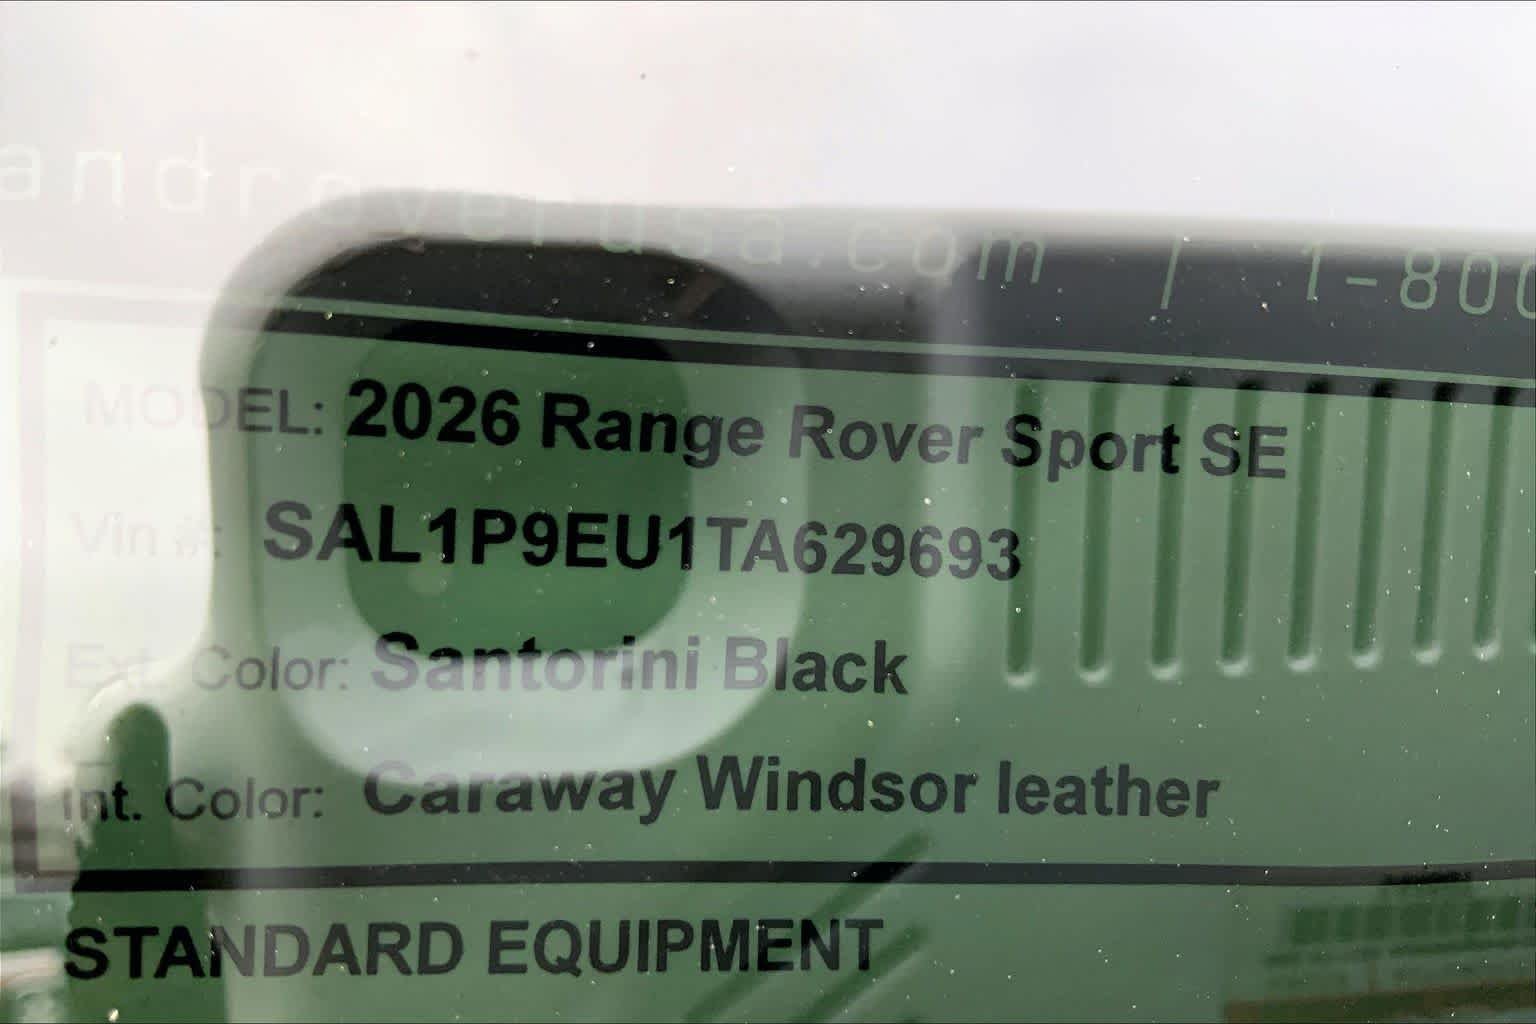 androverusa.com | 1-800
MODEL: 2026 Range Rover Sport SE
Vin #: SAL1P9EU1TA629693
Ext. Color: Santorini Black
Int. Color: Caraway Windsor leather
STANDARD EQUIPMENT